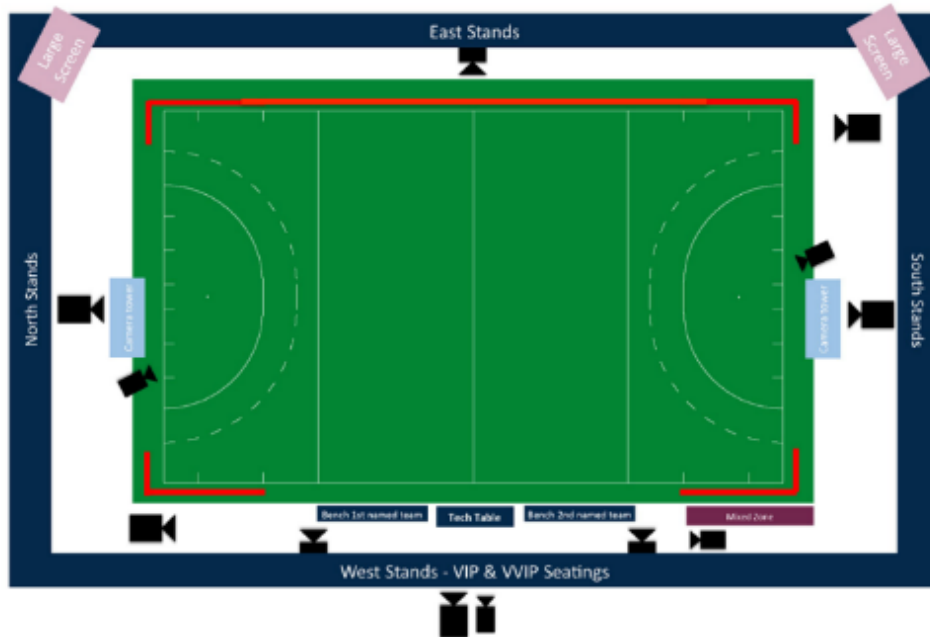 East Stands
Large
Screen
Large
Screen
North Stands
Camera tower
Camera tower
South Stands
Bench 1st named team
Tech Table
Bench 2nd named team
Mixed Zone
West Stands - VIP & VVIP Seatings